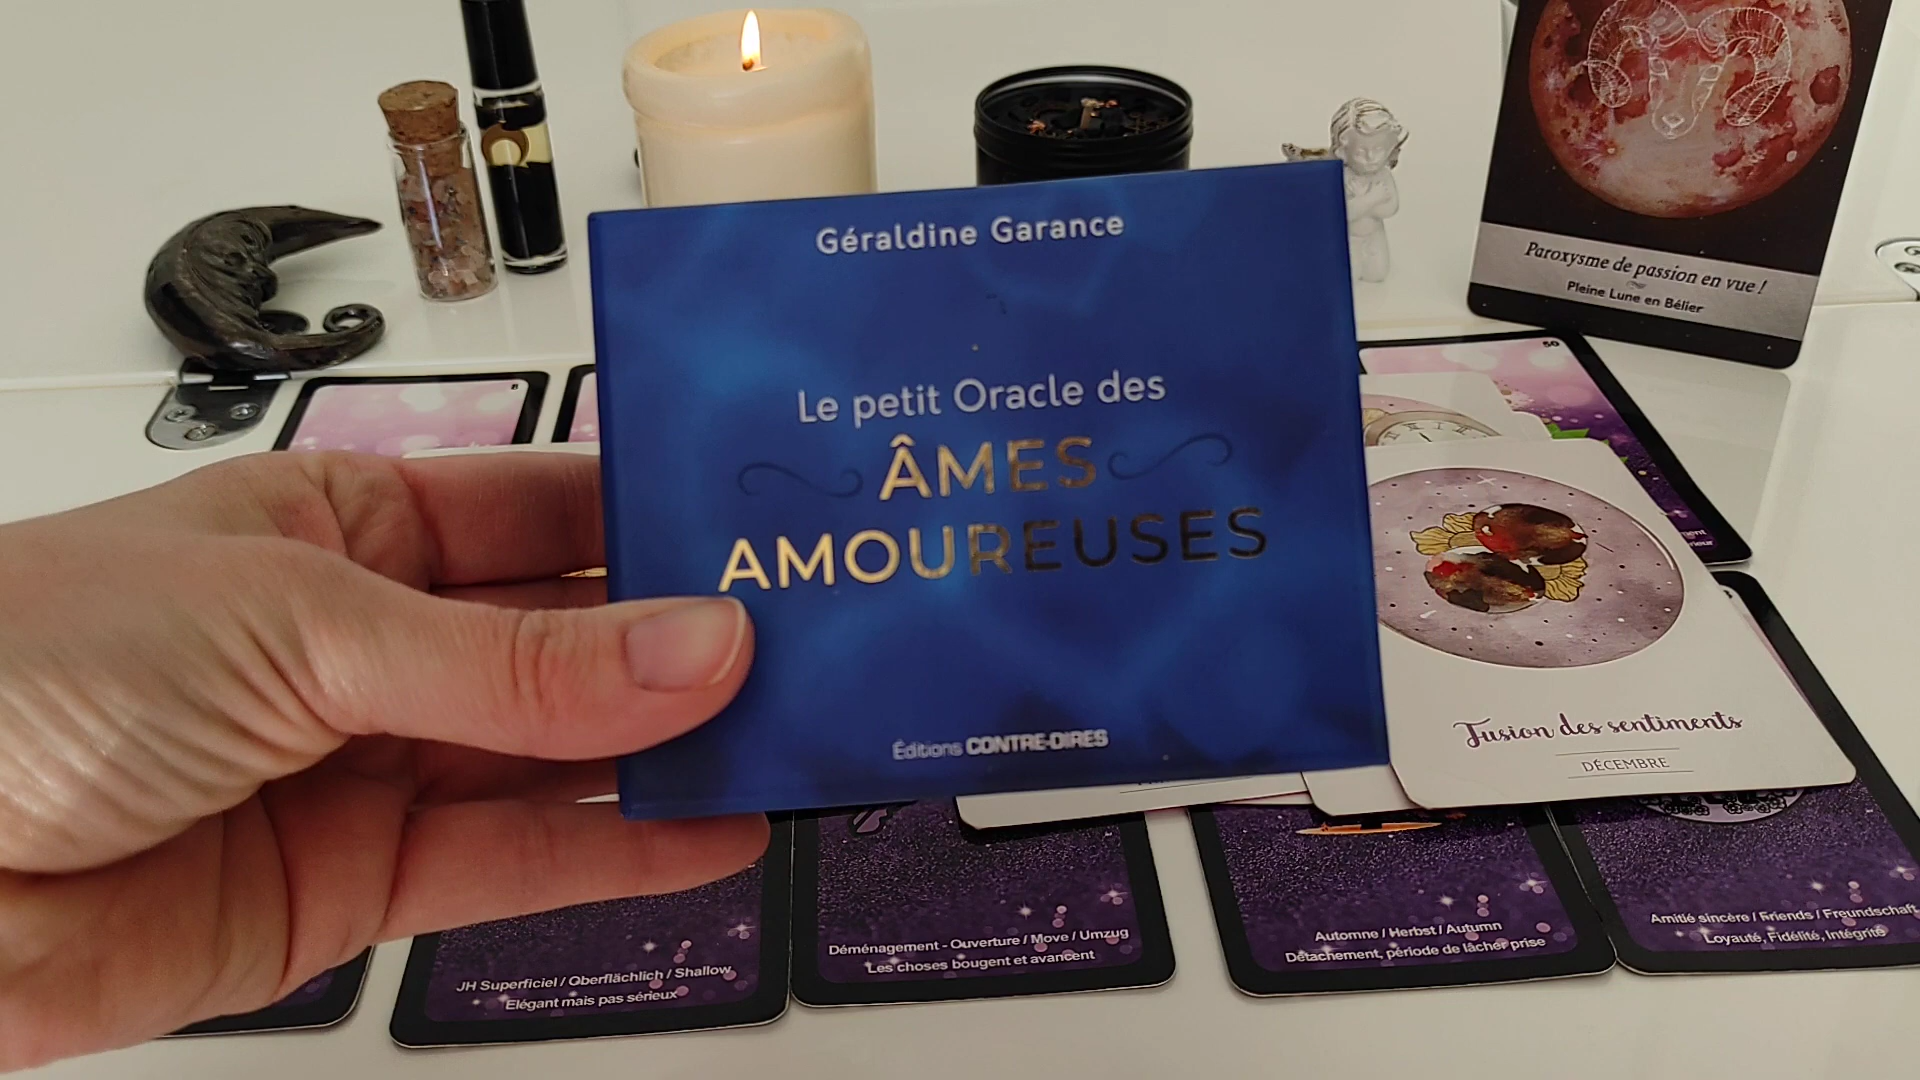 Géraldine Garance
Le petit Oracle des
ÂMES
AMOUREUSES
Éditions CONTRE-DIRES
Paroxysme de passion en vue !
Pleine Lune en Bélier
8
50
Fusion des sentiments
DÉCEMBRE
JH Superficiel / Oberflächlich / Shallow
Elégant mais pas sérieux
Déménagement - Ouverture / Move / Umzug
Les choses bougent et avancent
Automne / Herbst / Autumn
Détachement, période de lâcher prise
Amitié sincère / Friends / Freundschaft
Loyauté, Fidélité, Intégrité